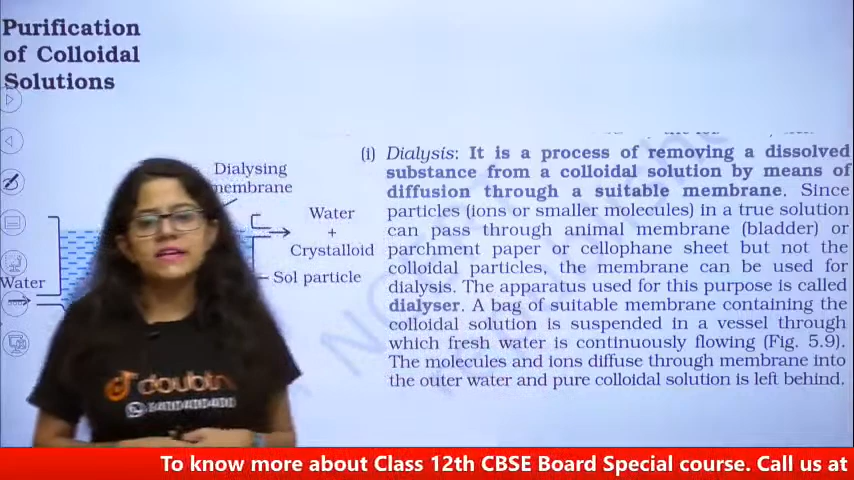 Purification
of Colloidal
Solutions
Dialysing
membrane
Water
+
Crystalloid
Sol particle
Water
(i) Dialysis: It is a process of removing a dissolved
substance from a colloidal solution by means of
diffusion through a suitable membrane. Since
particles (ions or smaller molecules) in a true solution
can pass through animal membrane (bladder) or
parchment paper or cellophane sheet but not the
colloidal particles, the membrane can be used for
dialysis. The apparatus used for this purpose is called
dialyser. A bag of suitable membrane containing the
colloidal solution is suspended in a vessel through
which fresh water is continuously flowing (Fig. 5.9).
The molecules and ions diffuse through membrane into
the outer water and pure colloidal solution is left behind.
doubtn
To know more about Class 12th CBSE Board Special course. Call us at